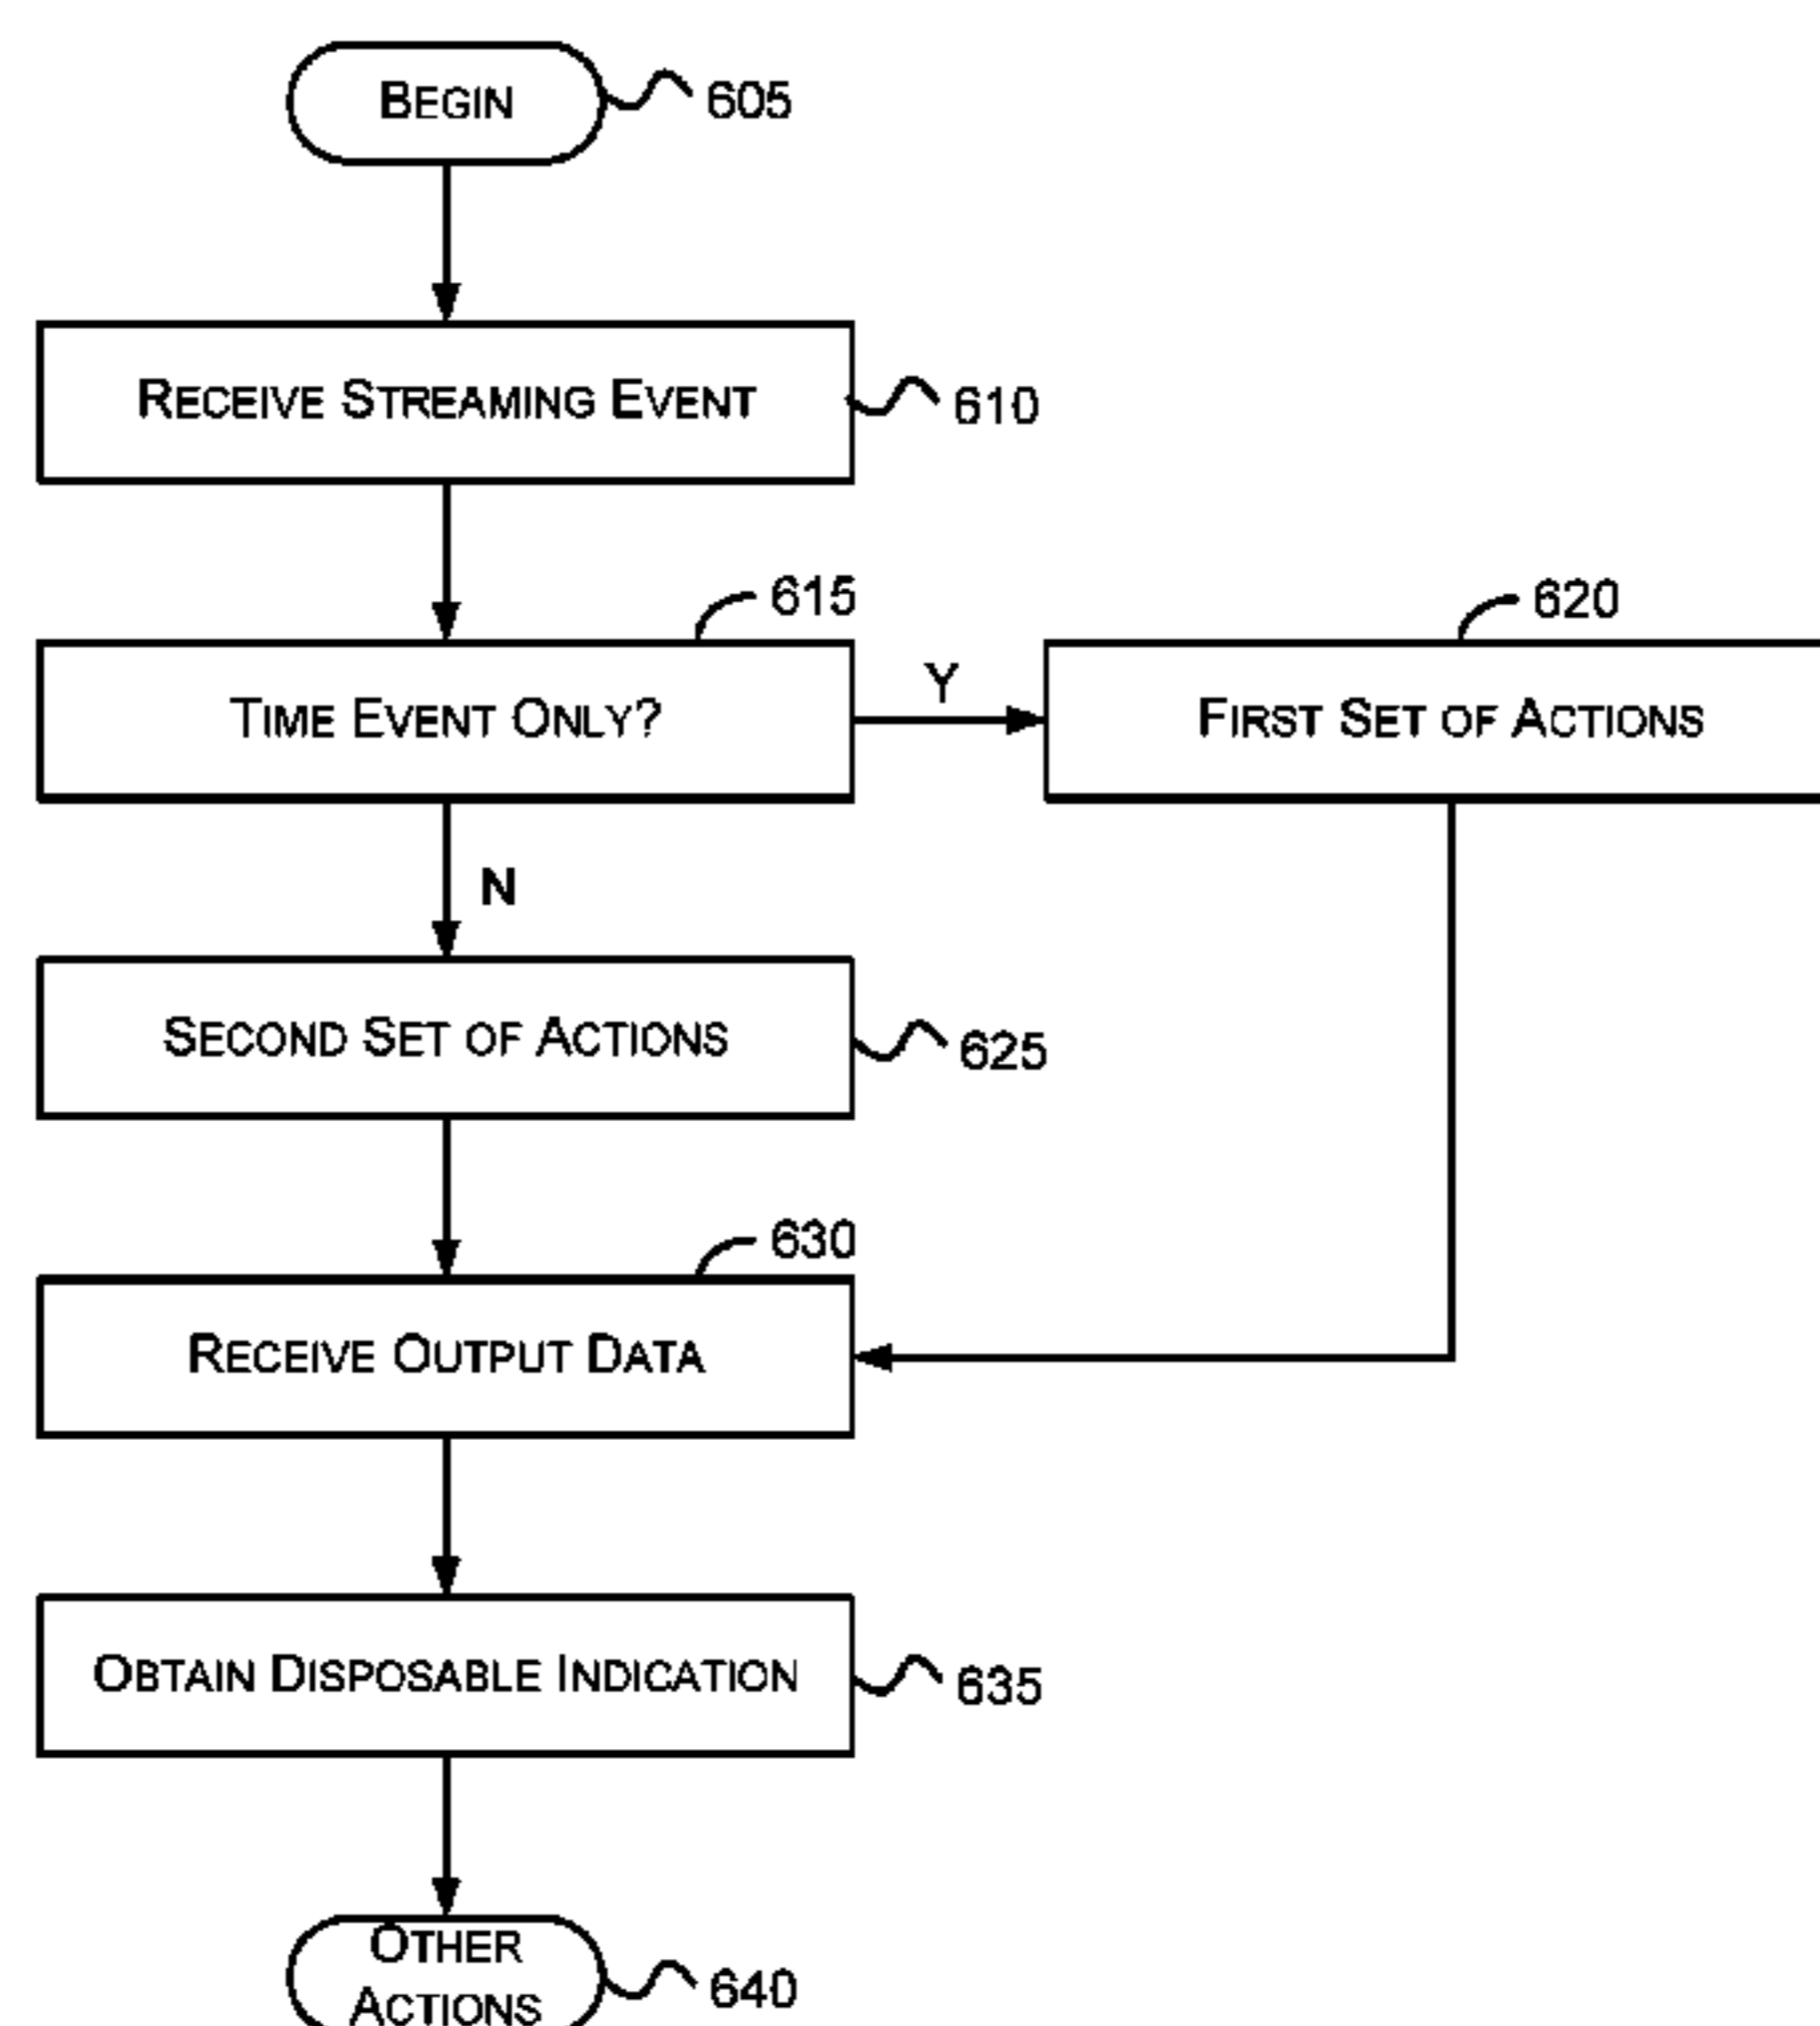 BEGIN
605
RECEIVE STREAMING EVENT
610
615
620
TIME EVENT ONLY?
Y
FIRST SET OF ACTIONS
N
SECOND SET OF ACTIONS
625
630
RECEIVE OUTPUT DATA
OBTAIN DISPOSABLE INDICATION
635
OTHER
ACTIONS
640